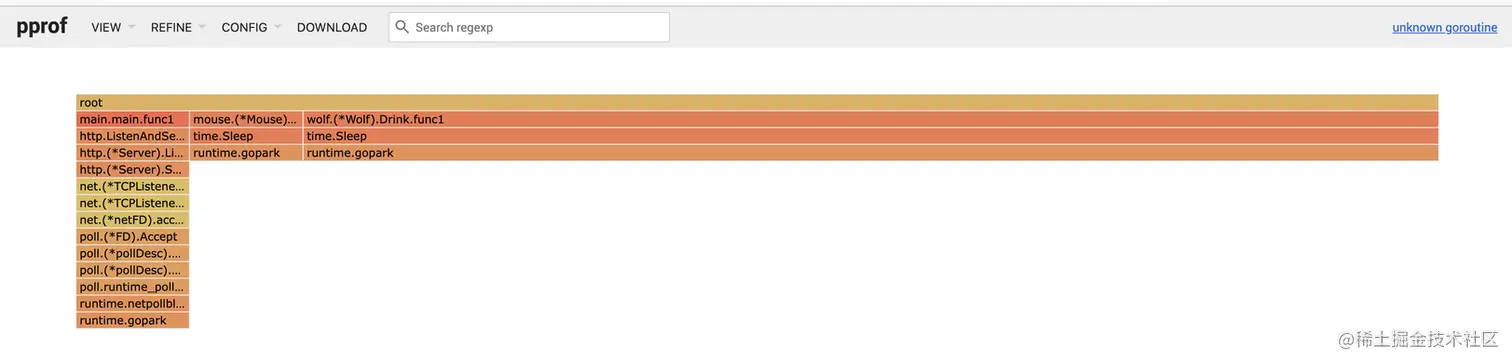 pprof VIEW REFINE CONFIG DOWNLOAD Search regexp unknown goroutine
root
main.main.func1 mouse.(*Mouse)... wolf.(*Wolf).Drink.func1
http.ListenAndSe... time.Sleep time.Sleep
http.(*Server).Li... runtime.gopark runtime.gopark
http.(*Server).S...
net.(*TCPListene...
net.(*TCPListene...
net.(*netFD).acc...
poll.(*FD).Accept
poll.(*pollDesc)....
poll.(*pollDesc)....
poll.runtime_poll...
runtime.netpollbl...
runtime.gopark
@稀土掘金技术社区